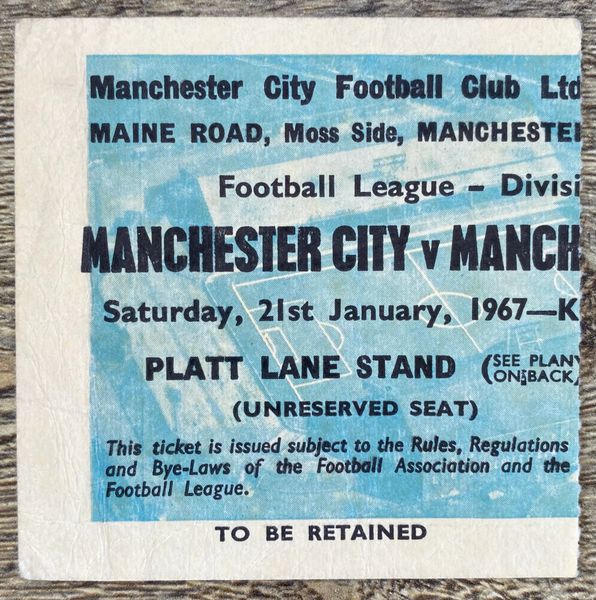 Manchester City Football Club Ltd
MAINE ROAD, Moss Side, MANCHESTE
Football League – Divisi
MANCHESTER CITY v MANCH
Saturday, 21st January, 1967—K
PLATT LANE STAND (SEE PLAN
ON BACK)
(UNRESERVED SEAT)
This ticket is issued subject to the Rules, Regulations
and Bye-Laws of the Football Association and the
Football League.
TO BE RETAINED